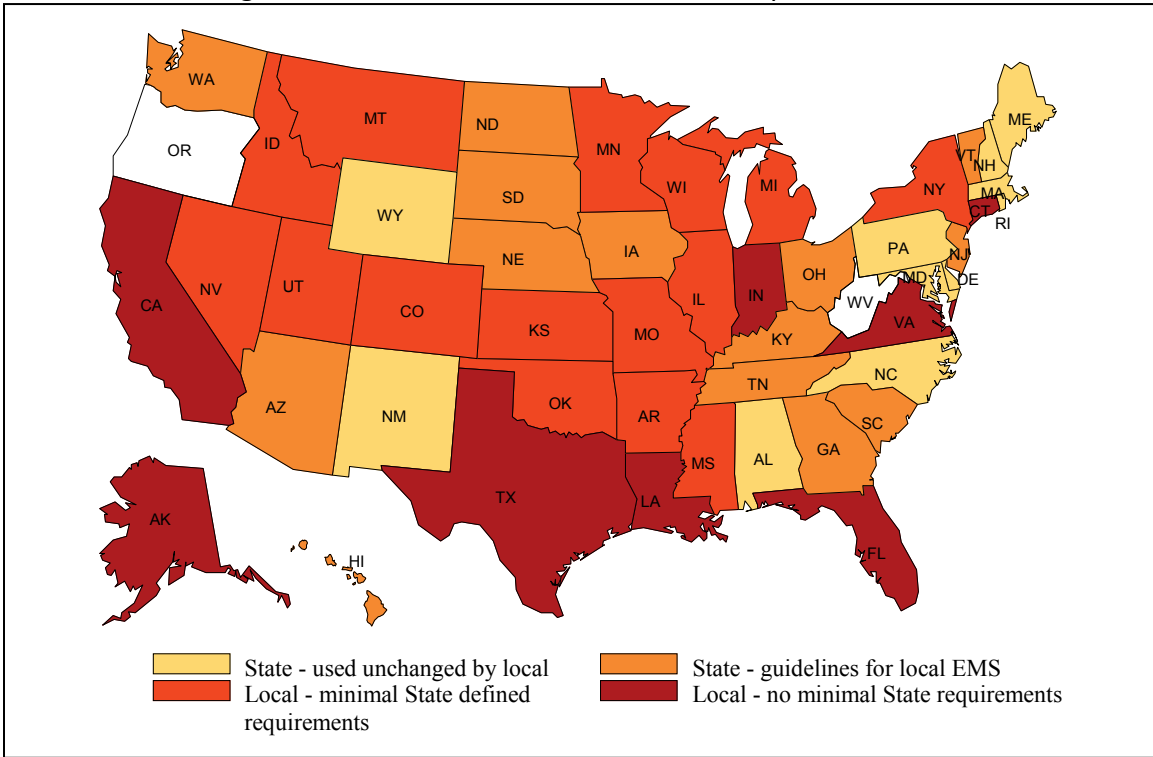 WA
MT
ND
MN
ME
OR
ID
VT
NH
WI
MI
NY
MA
SD
CT
RI
WY
IA
PA
NJ
NE
OH
MD
DE
NV
UT
IN
WV
CO
IL
CA
VA
KS
MO
KY
NC
TN
AZ
OK
NM
AR
SC
GA
MS
AL
TX
LA
AK
FL
HI
State - used unchanged by local
State - guidelines for local EMS
Local - minimal State defined
requirements
Local - no minimal State requirements